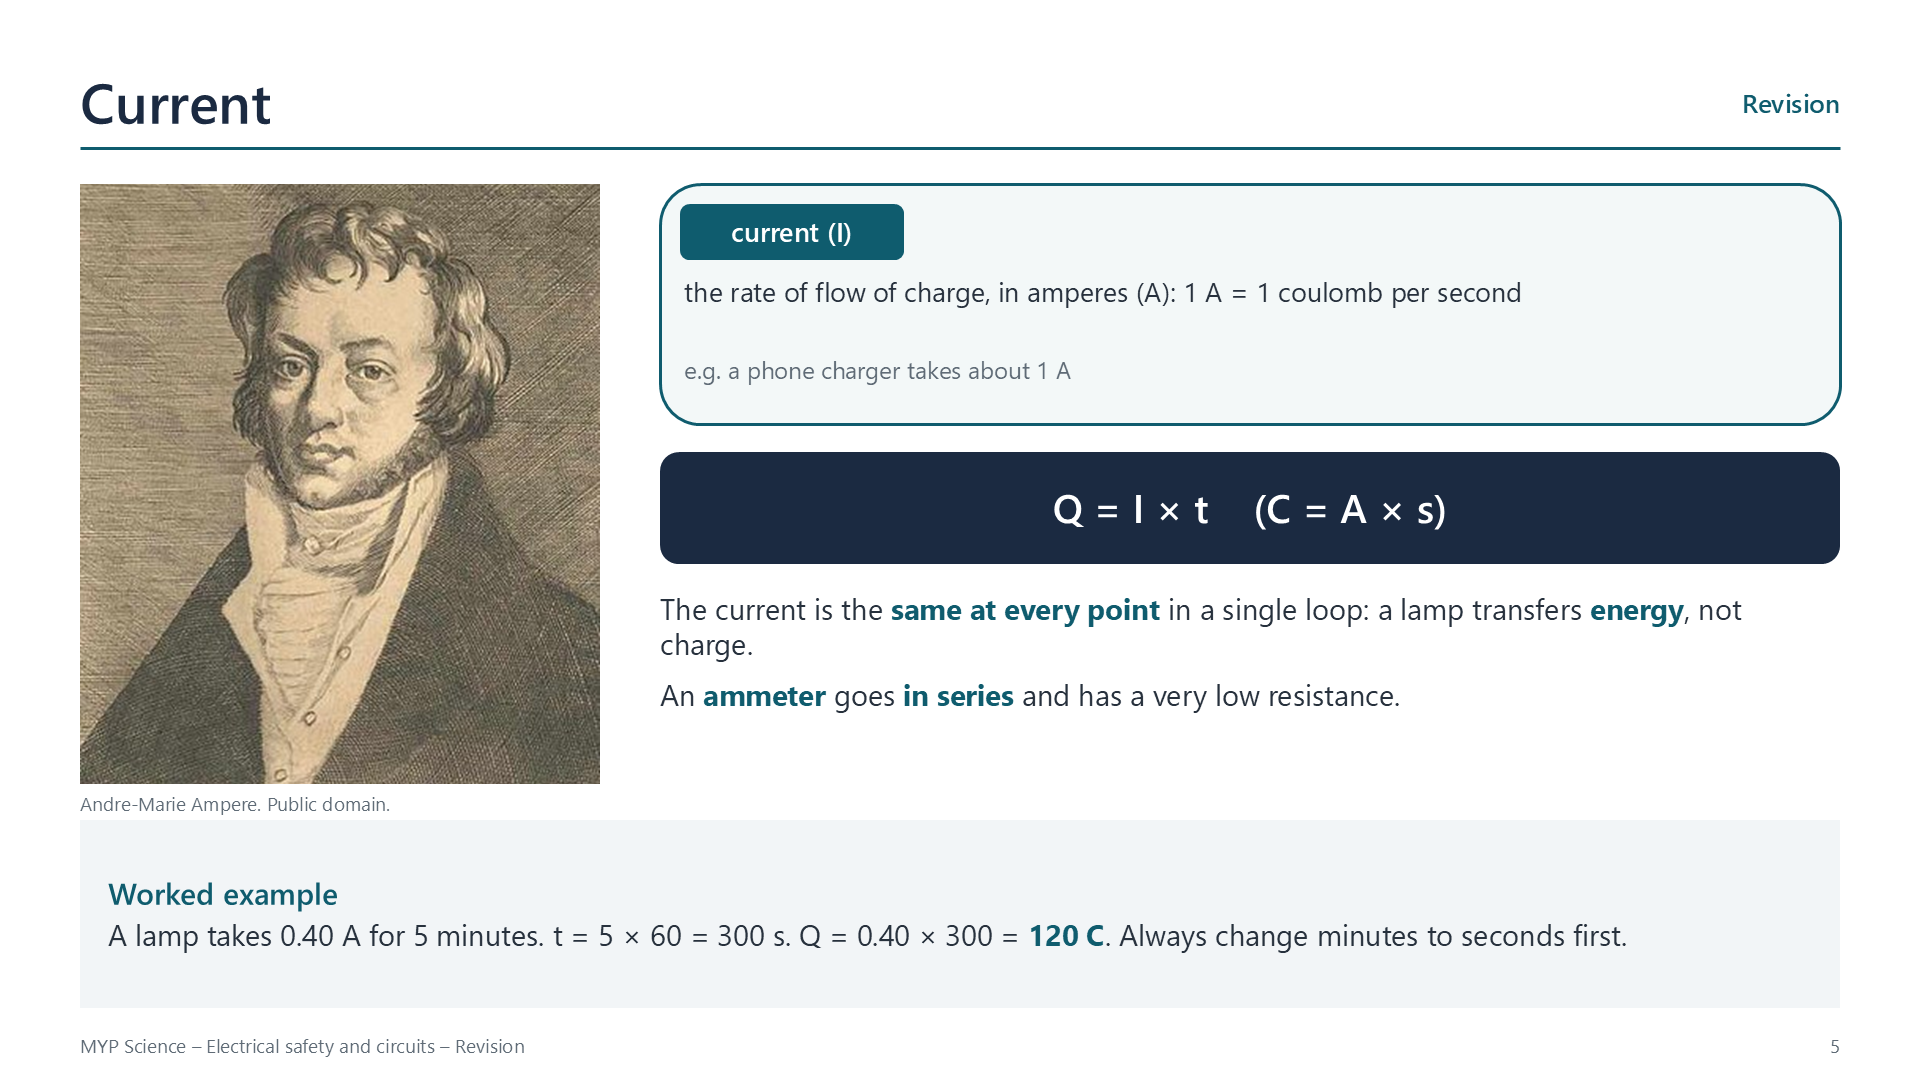 Current
Revision
current (I)
the rate of flow of charge, in amperes (A): 1 A = 1 coulomb per second
e.g. a phone charger takes about 1 A
Q = I × t (C = A × s)
The current is the same at every point in a single loop: a lamp transfers energy, not
charge.
An ammeter goes in series and has a very low resistance.
Andre-Marie Ampere. Public domain.
Worked example
A lamp takes 0.40 A for 5 minutes. t = 5 × 60 = 300 s. Q = 0.40 × 300 = 120 C. Always change minutes to seconds first.
MYP Science – Electrical safety and circuits – Revision
5